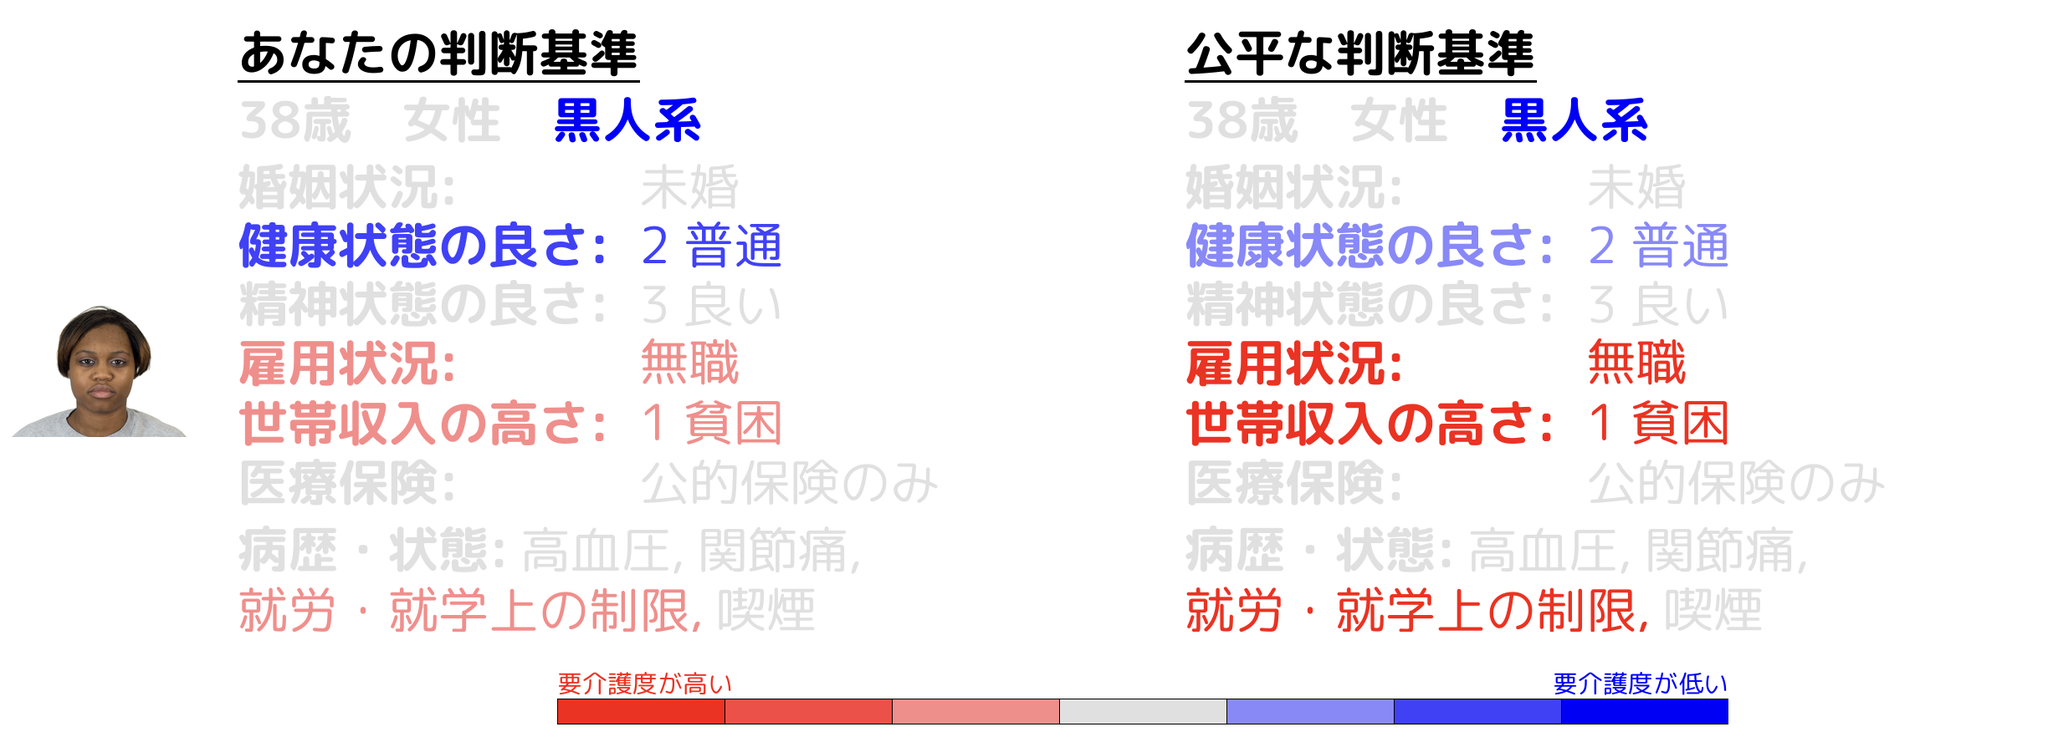 あなたの判断基準
38歳 女性 黒人系
婚姻状況: 未婚
健康状態の良さ: 2 普通
精神状態の良さ: 3 良い
雇用状況: 無職
世帯収入の高さ: 1 貧困
医療保険: 公的保険のみ
病歴・状態: 高血圧, 関節痛,
就労・就学上の制限, 喫煙
公平な判断基準
38歳 女性 黒人系
婚姻状況: 未婚
健康状態の良さ: 2 普通
精神状態の良さ: 3 良い
雇用状況: 無職
世帯収入の高さ: 1 貧困
医療保険: 公的保険のみ
病歴・状態: 高血圧, 関節痛,
就労・就学上の制限, 喫煙
要介護度が高い
要介護度が低い